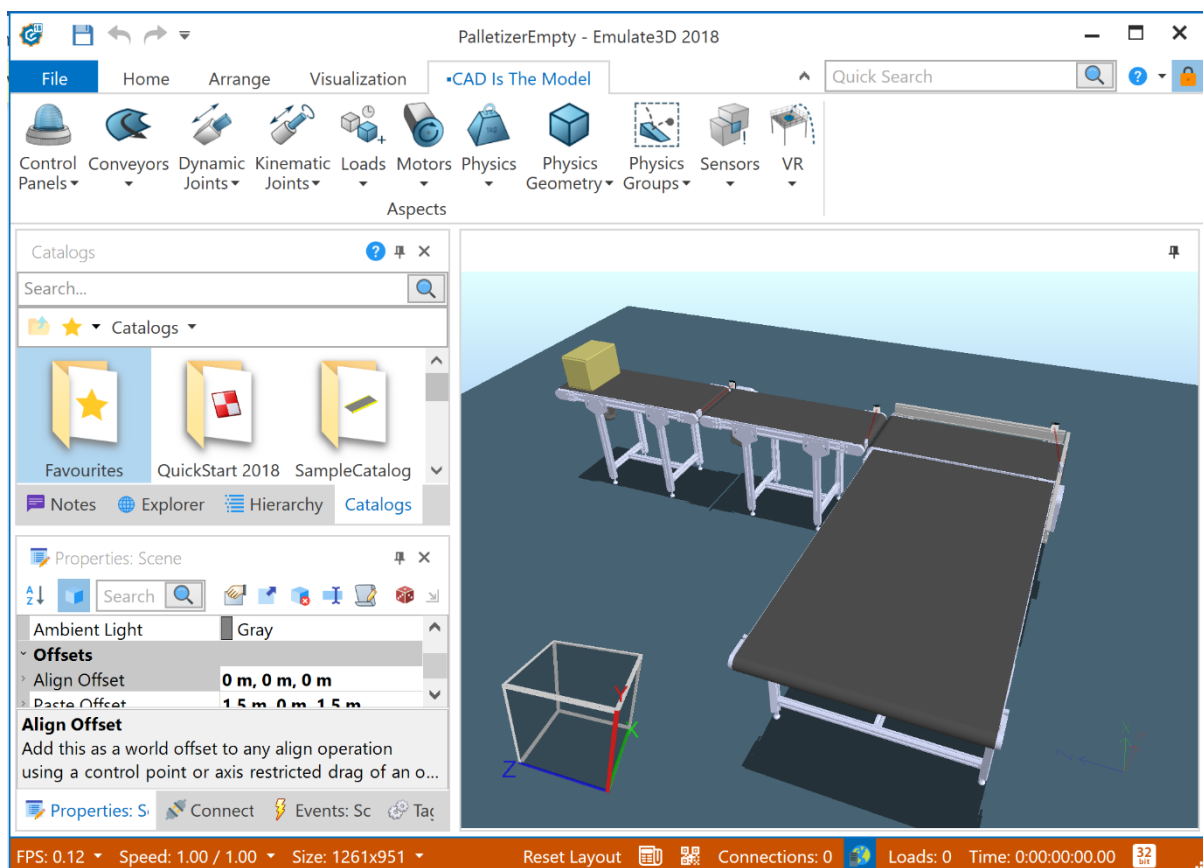 PalletizerEmpty - Emulate3D 2018
File Home Arrange Visualization ▪CAD Is The Model Quick Search
Control Panels Conveyors Dynamic Joints Kinematic Joints Loads Motors Physics Physics Geometry Physics Groups Sensors VR
Aspects
Catalogs
Search...
Catalogs
Favourites QuickStart 2018 SampleCatalog
Notes Explorer Hierarchy Catalogs
Properties: Scene
Search
Ambient Light Gray
Offsets
Align Offset 0 m, 0 m, 0 m
Paste Offset 1.5 m, 0 m, 1.5 m
Align Offset
Add this as a world offset to any align operation
using a control point or axis restricted drag of an o...
Properties: S Connect Events: Sc Tag
Y
X
Z
FPS: 0.12 Speed: 1.00 / 1.00 Size: 1261x951 Reset Layout Connections: 0 Loads: 0 Time: 0:00:00:00.00 32 bit